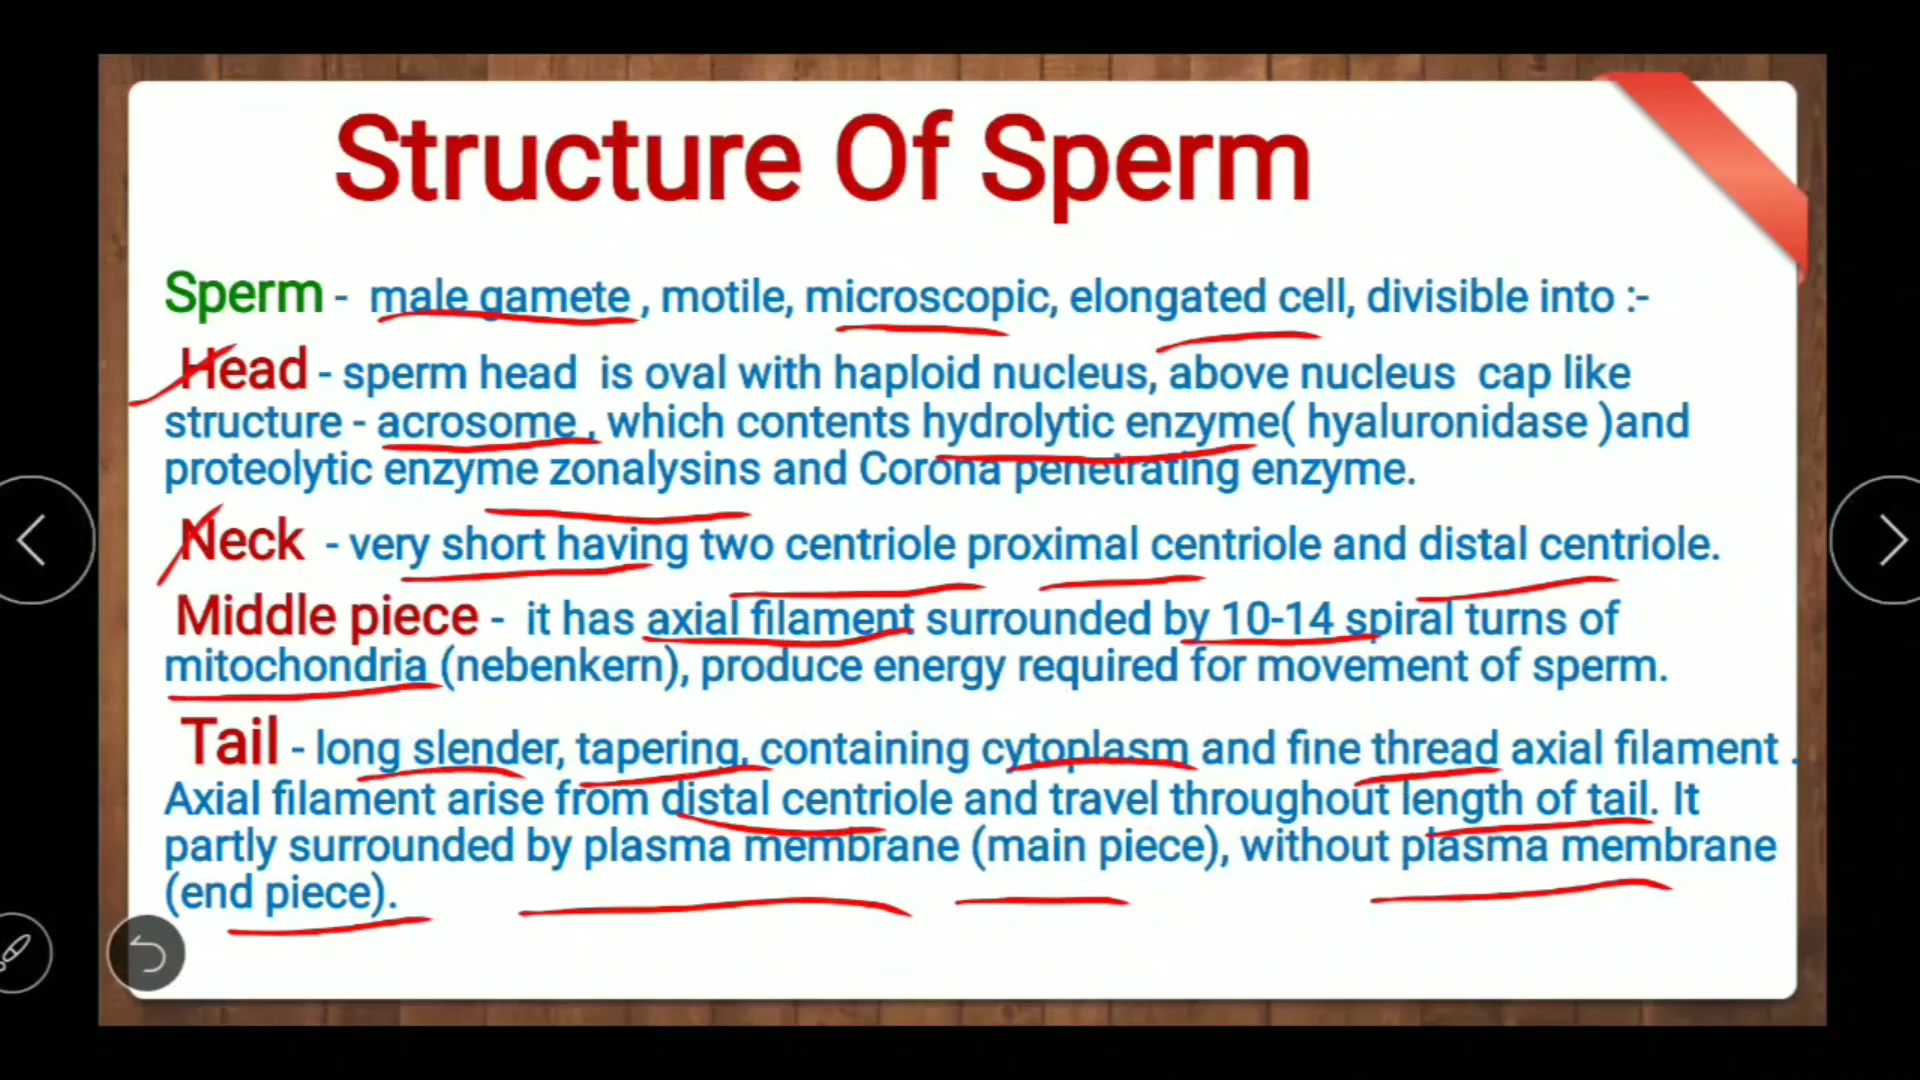 Structure Of Sperm
Sperm - male gamete , motile, microscopic, elongated cell, divisible into :-
Head - sperm head is oval with haploid nucleus, above nucleus cap like
structure - acrosome , which contents hydrolytic enzyme( hyaluronidase )and
proteolytic enzyme zonalysins and Corona penetrating enzyme.
Neck - very short having two centriole proximal centriole and distal centriole.
Middle piece - it has axial filament surrounded by 10-14 spiral turns of
mitochondria (nebenkern), produce energy required for movement of sperm.
Tail - long slender, tapering, containing cytoplasm and fine thread axial filament .
Axial filament arise from distal centriole and travel throughout length of tail. It
partly surrounded by plasma membrane (main piece), without plasma membrane
(end piece).